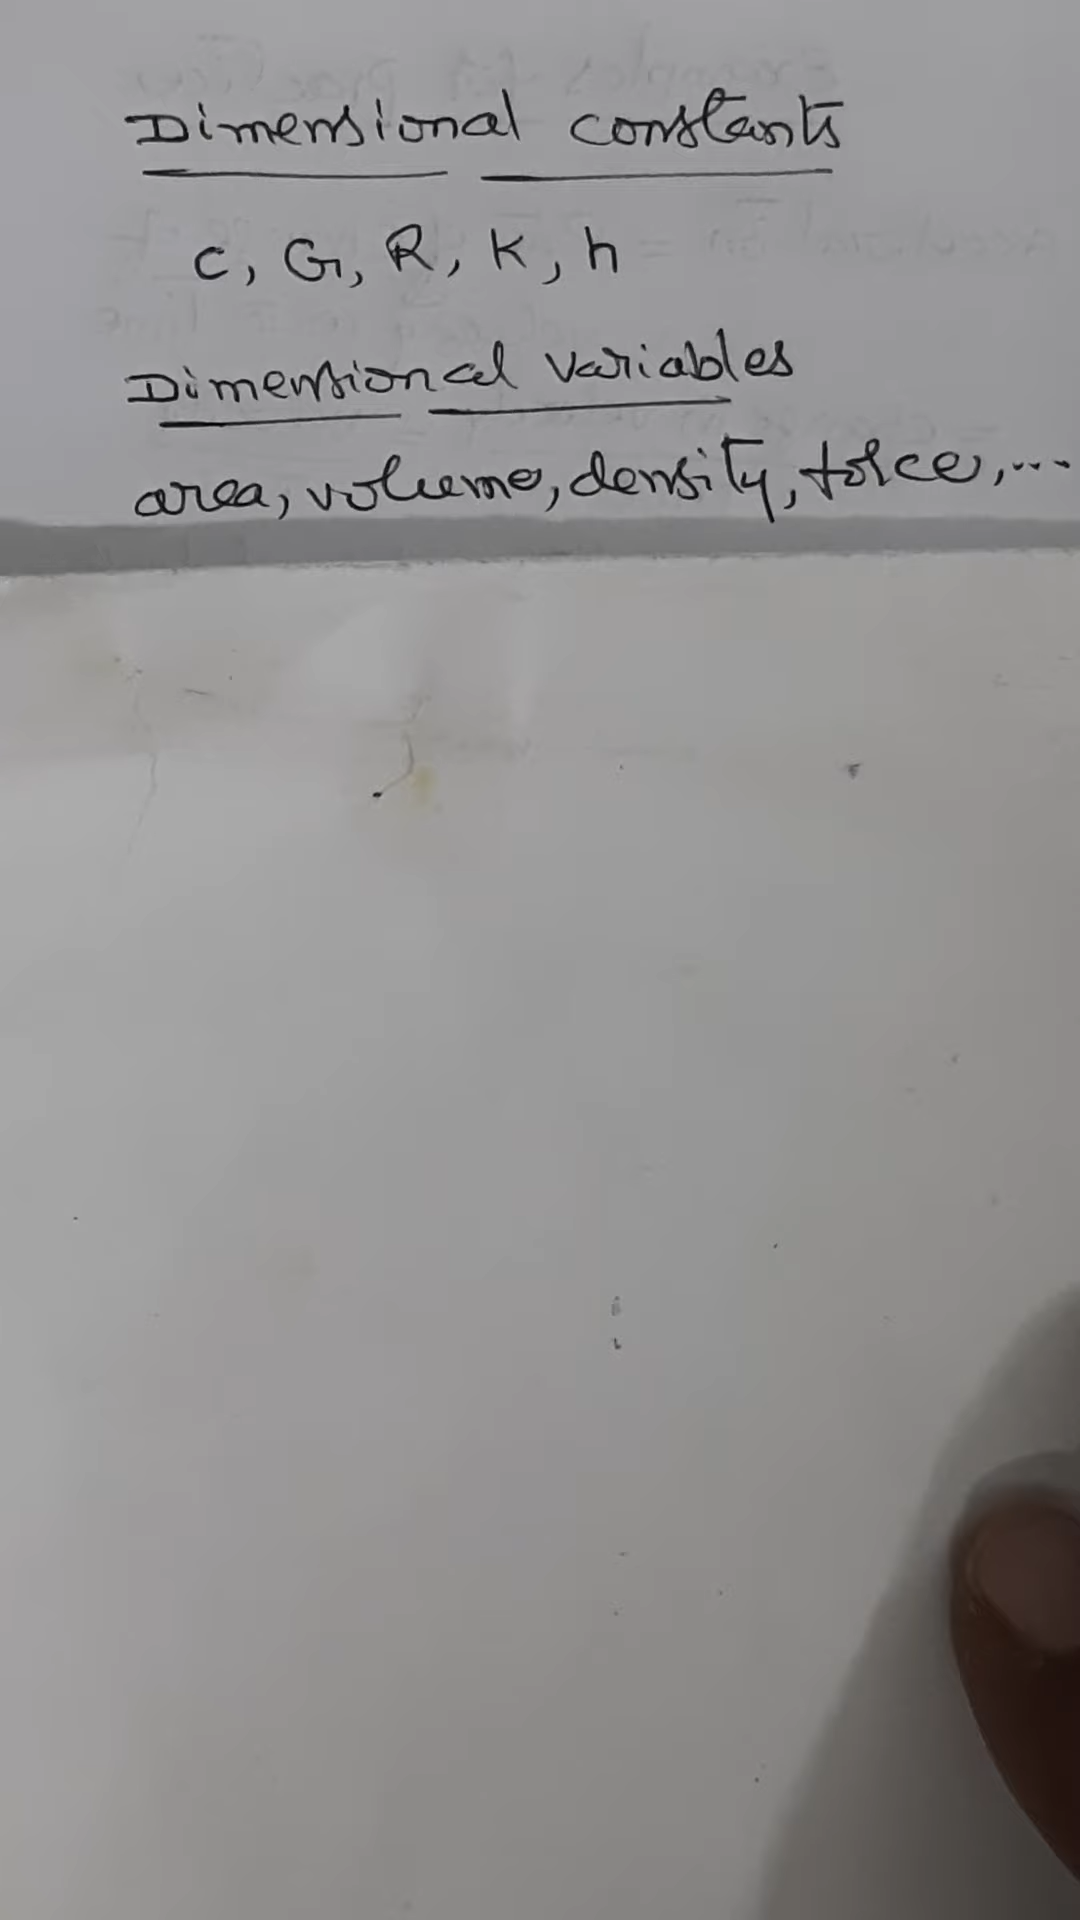 Dimensional constants
c, G, R, K, h
Dimensional variables
area, volume, density, force, ...